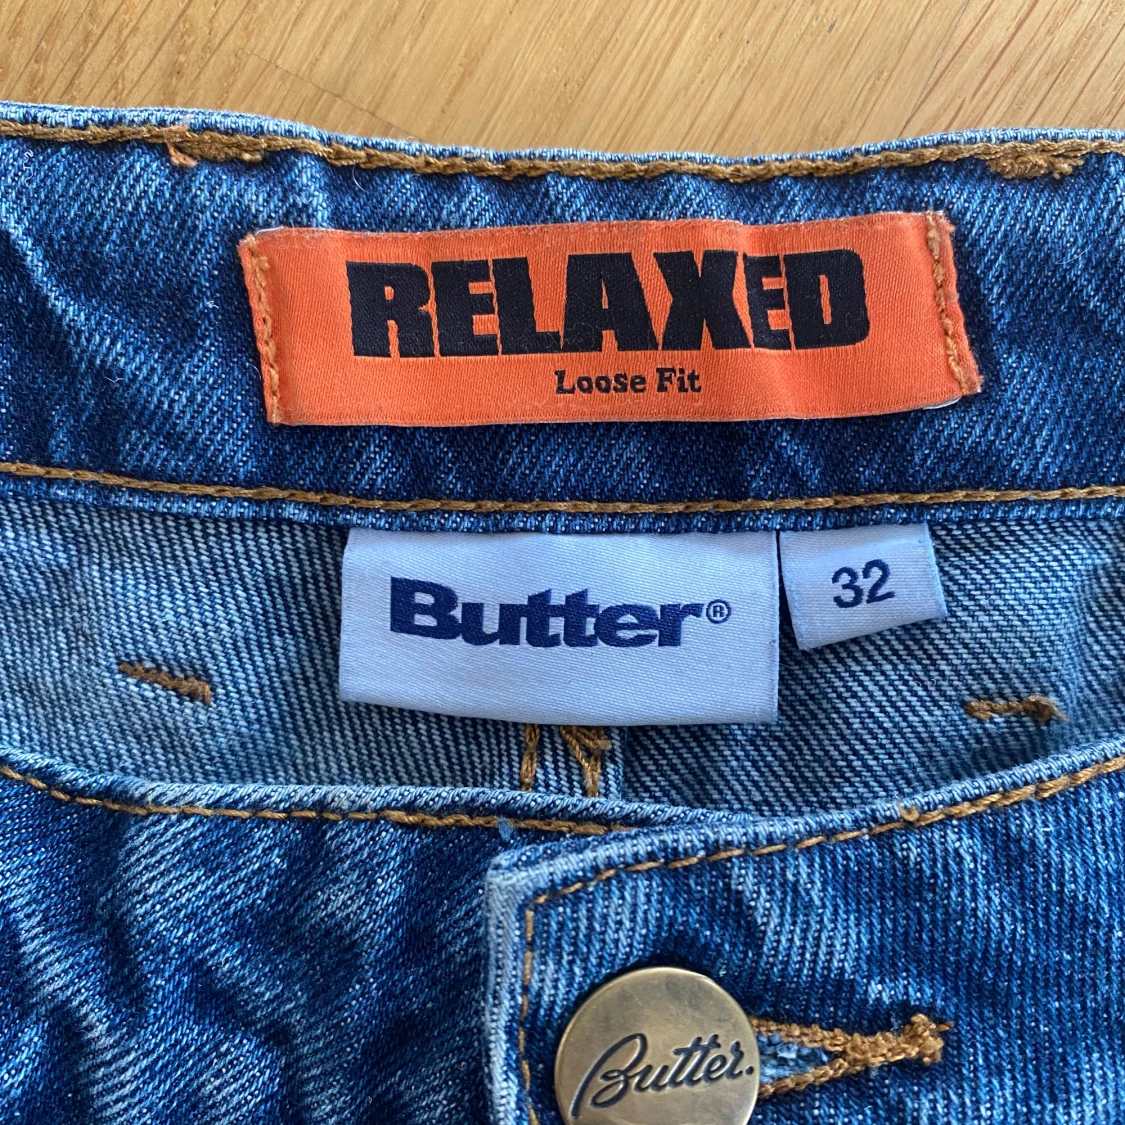 RELAXED
Loose Fit
Butter®
32
Butter.